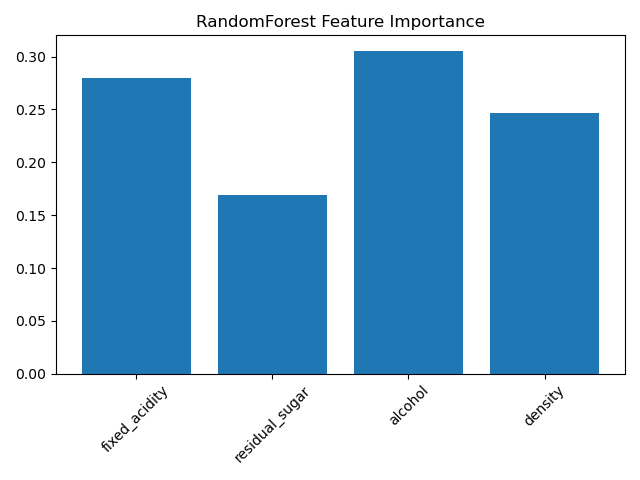 RandomForest Feature Importance
0.30
0.25
0.20
0.15
0.10
0.05
0.00
fixed_acidity
residual_sugar
alcohol
density